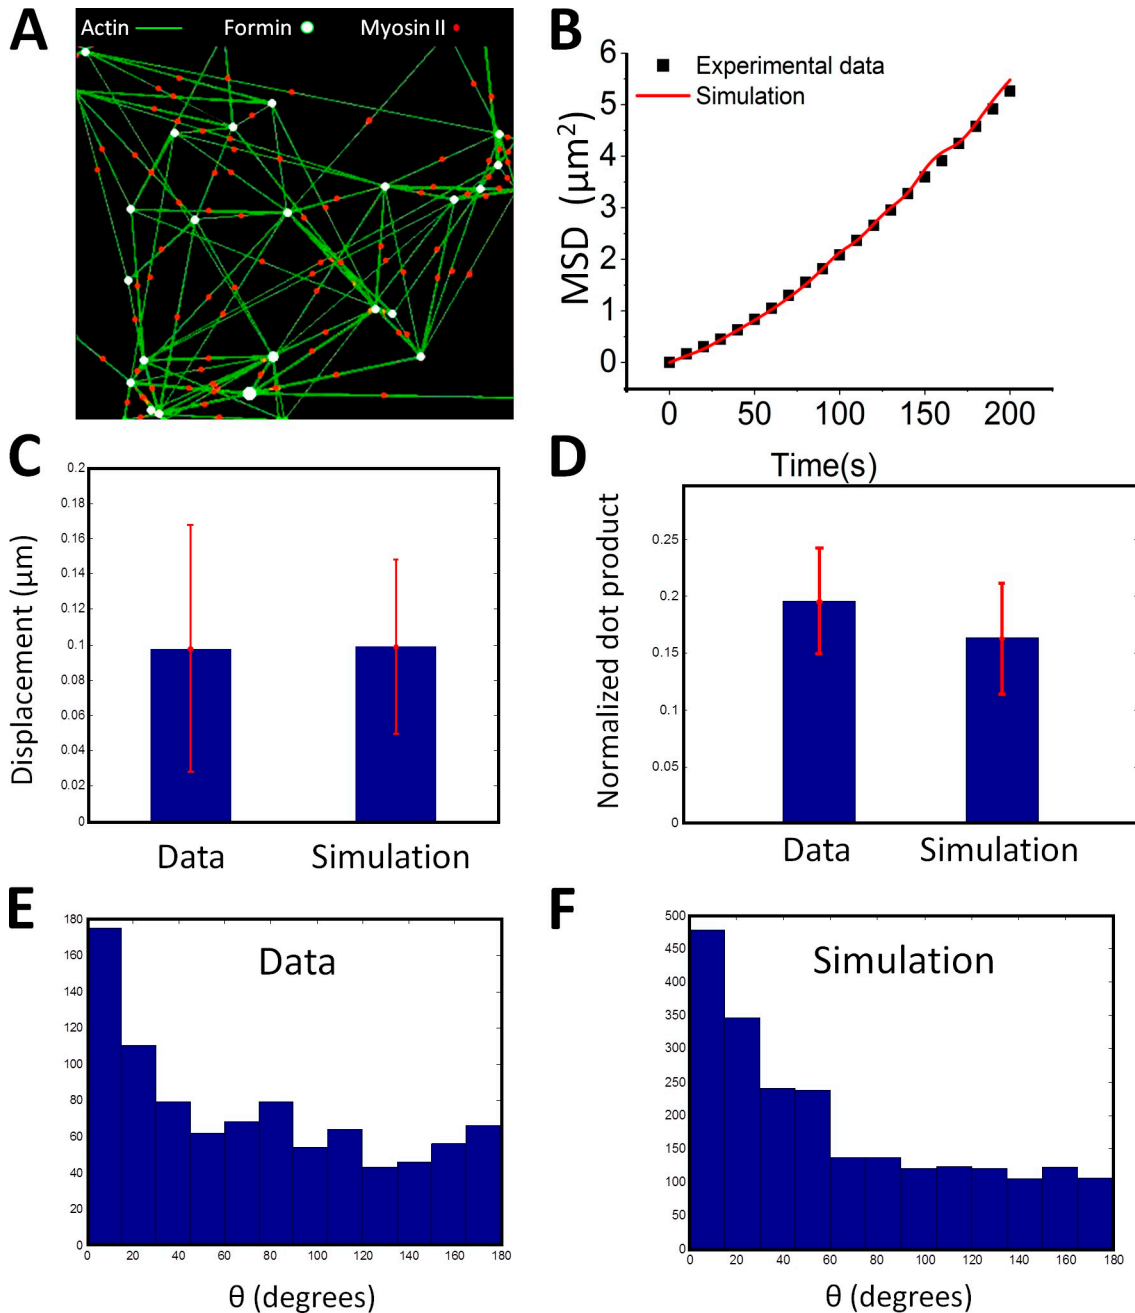 A
Actin Formin Myosin II
B
6
5
4
3
2
1
0
MSD (μm²)
Experimental data
Simulation
0 50 100 150 200
Time(s)
C
0.2
0.18
0.16
0.14
0.12
0.1
0.08
0.06
0.04
0.02
0
Displacement (μm)
Data Simulation
D
0.25
0.2
0.15
0.1
0.05
0
Normalized dot product
Data Simulation
E
180
160
140
120
100
80
60
40
20
0
Data
0 20 40 60 80 100 120 140 160 180
θ (degrees)
F
500
450
400
350
300
250
200
150
100
50
0
Simulation
0 20 40 60 80 100 120 140 160 180
θ (degrees)